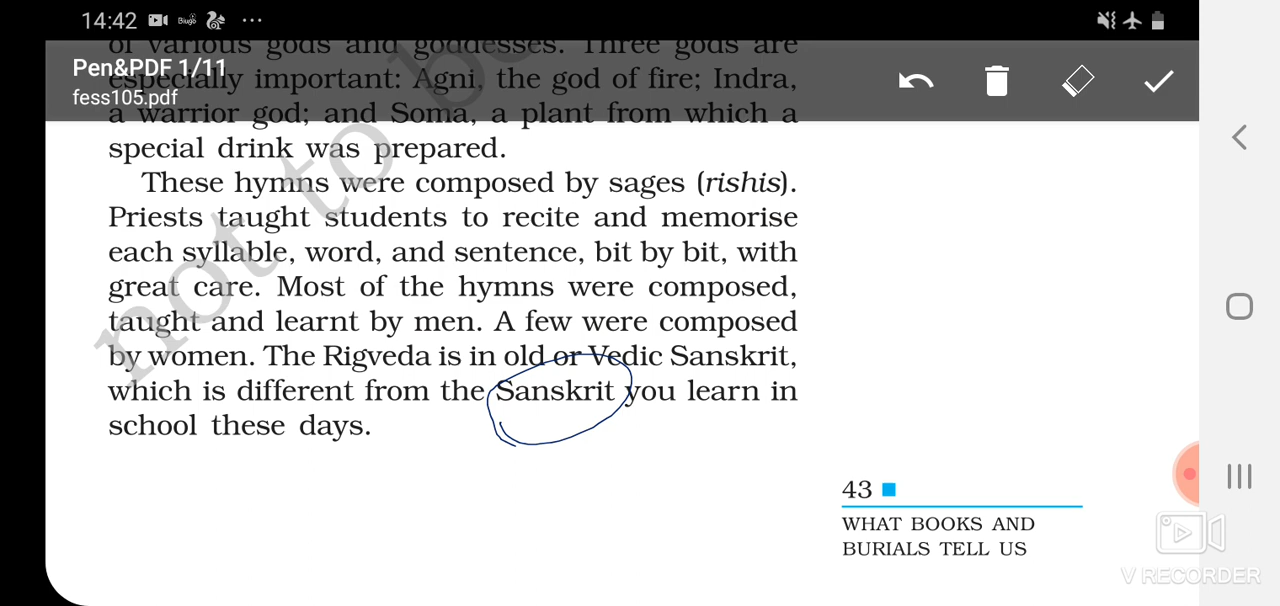 14:42
Biugo
Pen&PDF 1/11
fess105.pdf
of various gods and goddesses. Three gods are
especially important: Agni, the god of fire; Indra,
a warrior god; and Soma, a plant from which a
special drink was prepared.
These hymns were composed by sages (rishis).
Priests taught students to recite and memorise
each syllable, word, and sentence, bit by bit, with
great care. Most of the hymns were composed,
taught and learnt by men. A few were composed
by women. The Rigveda is in old or Vedic Sanskrit,
which is different from the Sanskrit you learn in
school these days.
not to be
43
WHAT BOOKS AND
BURIALS TELL US
V RECORDER